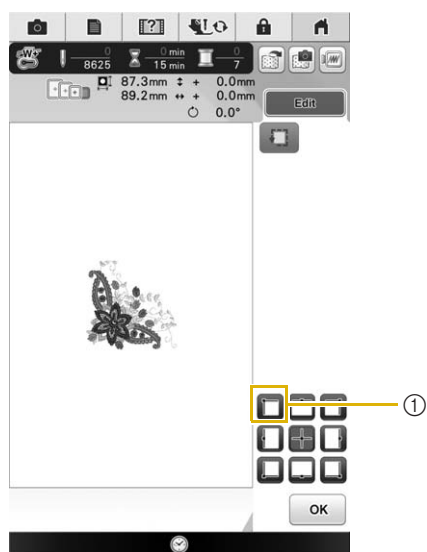 [?]
W+
0 0 min 0
8625 15 min 7
87.3mm + 0.0mm
89.2mm + 0.0mm
0.0°
Edit
①
OK